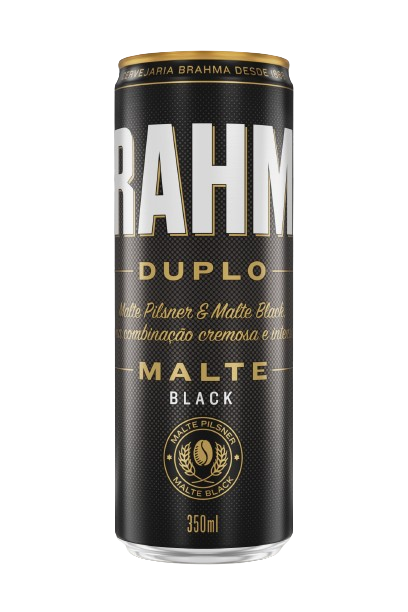 CERVEJARIA BRAHMA DESDE
RAHM
DUPLO
Malte Pilsner & Malte Black,
combinação cremosa e inten
MALTE
BLACK
MALTE PILSNER
MALTE BLACK
350ml